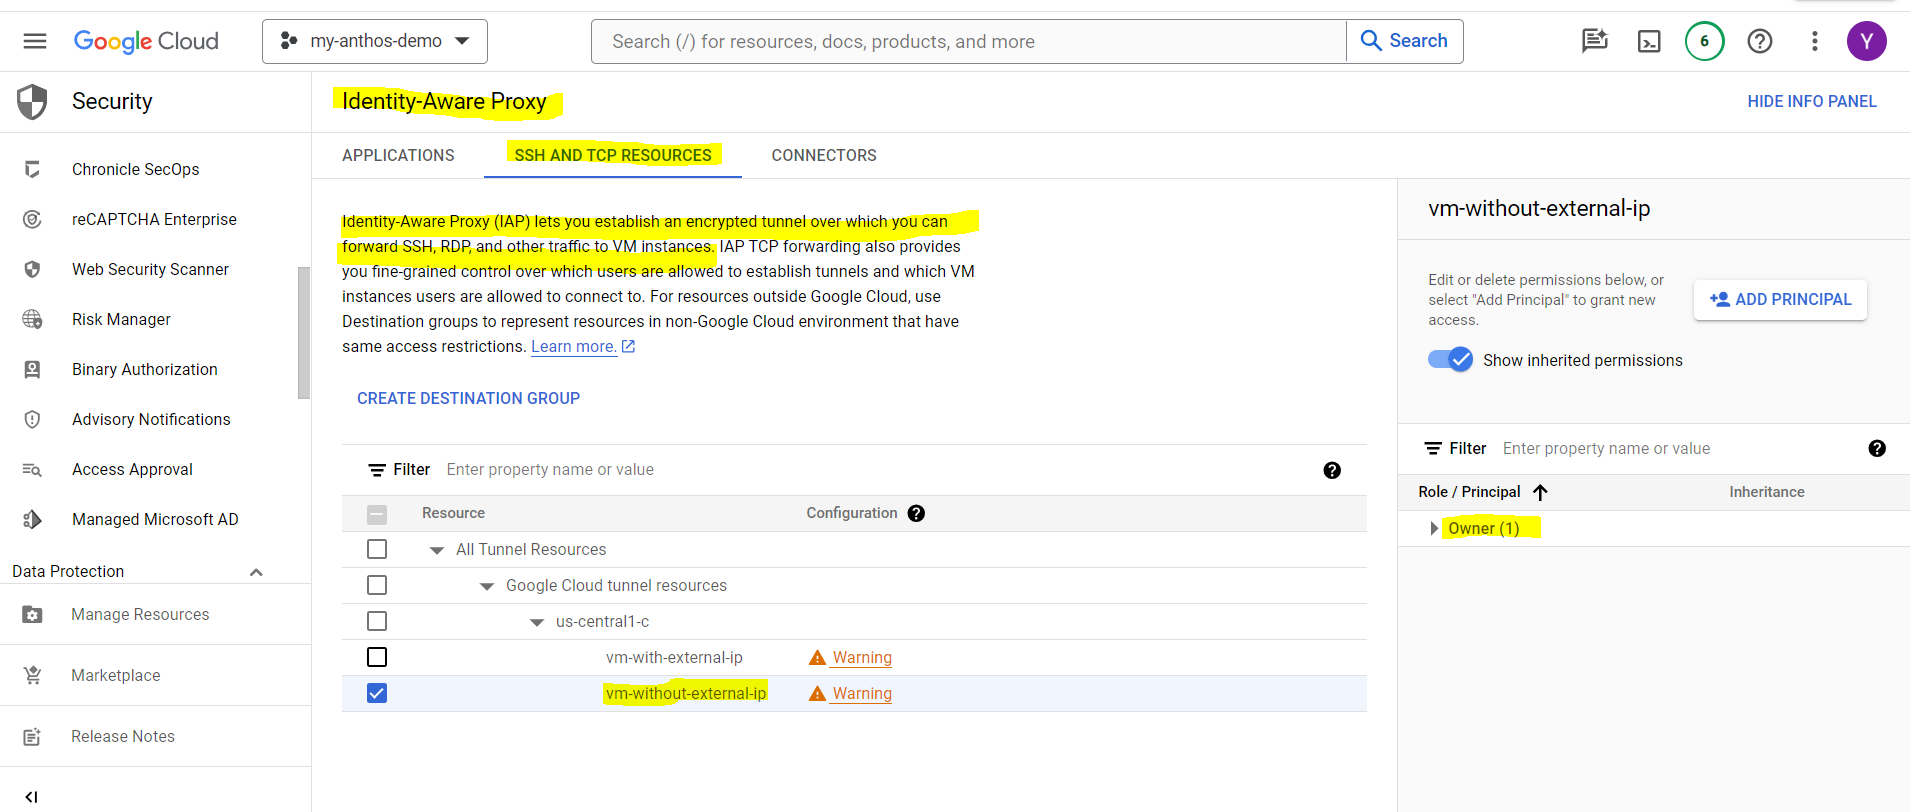 Google Cloud
my-anthos-demo
Search (/) for resources, docs, products, and more
Search
6
Y
Security
Identity-Aware Proxy
HIDE INFO PANEL
Chronicle SecOps
reCAPTCHA Enterprise
Web Security Scanner
Risk Manager
Binary Authorization
Advisory Notifications
Access Approval
Managed Microsoft AD
Data Protection
Manage Resources
Marketplace
Release Notes
APPLICATIONS
SSH AND TCP RESOURCES
CONNECTORS
Identity-Aware Proxy (IAP) lets you establish an encrypted tunnel over which you can
forward SSH, RDP, and other traffic to VM instances. IAP TCP forwarding also provides
you fine-grained control over which users are allowed to establish tunnels and which VM
instances users are allowed to connect to. For resources outside Google Cloud, use
Destination groups to represent resources in non-Google Cloud environment that have
same access restrictions. Learn more.
CREATE DESTINATION GROUP
Filter Enter property name or value
Resource Configuration
All Tunnel Resources
Google Cloud tunnel resources
us-central1-c
vm-with-external-ip Warning
vm-without-external-ip Warning
vm-without-external-ip
Edit or delete permissions below, or
select "Add Principal" to grant new
access.
ADD PRINCIPAL
Show inherited permissions
Filter Enter property name or value
Role / Principal Inheritance
Owner (1)